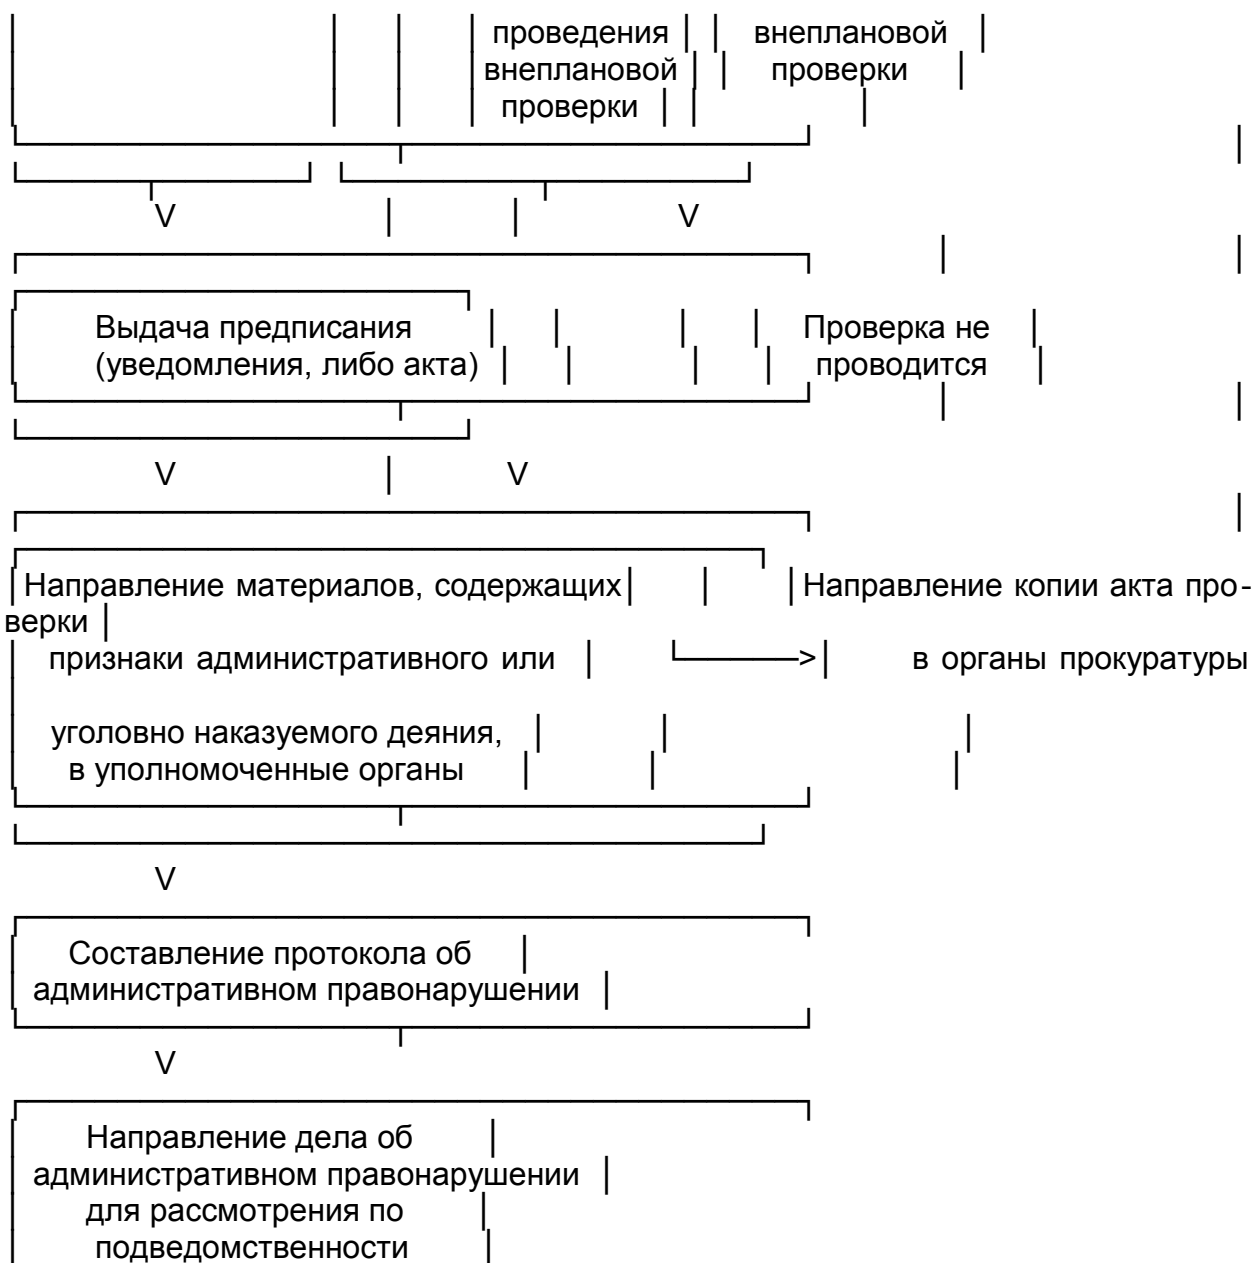 проведения внеплановой
внеплановой проверки
проверки
V V
Выдача предписания Проверка не
(уведомления, либо акта) проводится
V V
Направление материалов, содержащих Направление копии акта про-
верки
признаки административного или > в органы прокуратуры
уголовно наказуемого деяния,
в уполномоченные органы
V
Составление протокола об
административном правонарушении
V
Направление дела об
административном правонарушении
для рассмотрения по
подведомственности